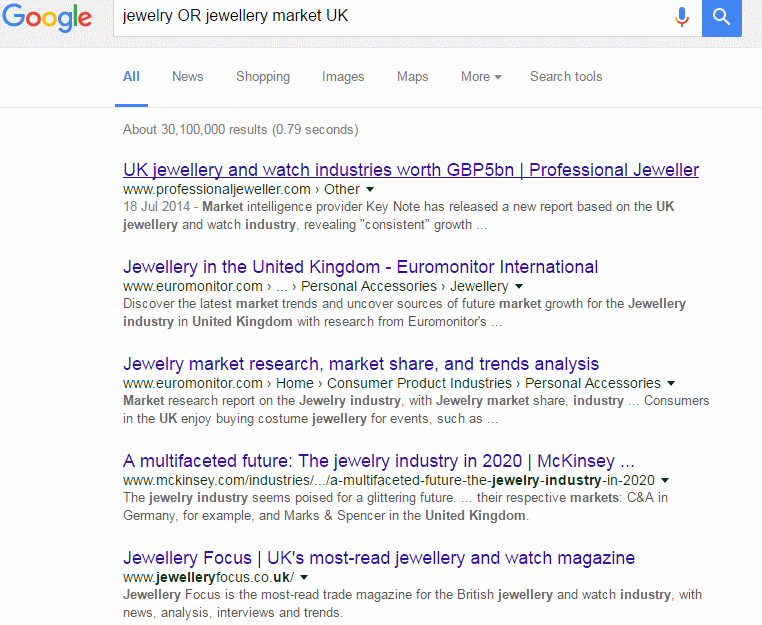 Google
jewelry OR jewellery market UK
All News Shopping Images Maps More Search tools
About 30,100,000 results (0.79 seconds)
UK jewellery and watch industries worth GBP5bn | Professional Jeweller
www.professionaljeweller.com › Other
18 Jul 2014 - Market intelligence provider Key Note has released a new report based on the UK
jewellery and watch industry, revealing "consistent" growth ...
Jewellery in the United Kingdom - Euromonitor International
www.euromonitor.com › ... › Personal Accessories › Jewellery
Discover the latest market trends and uncover sources of future market growth for the Jewellery
industry in United Kingdom with research from Euromonitor's ...
Jewelry market research, market share, and trends analysis
www.euromonitor.com › Home › Consumer Product Industries › Personal Accessories
Market research report on the Jewelry industry, with Jewelry market share, industry ... Consumers
in the UK enjoy buying costume jewellery for events, such as ...
A multifaceted future: The jewelry industry in 2020 | McKinsey ...
www.mckinsey.com/industries/.../a-multifaceted-future-the-jewelry-industry-in-2020
The jewelry industry seems poised for a glittering future. ... their respective markets: C&A in
Germany, for example, and Marks & Spencer in the United Kingdom.
Jewellery Focus | UK's most-read jewellery and watch magazine
www.jewelleryfocus.co.uk/
Jewellery Focus is the most-read trade magazine for the British jewellery and watch industry, with
news, analysis, interviews and trends.